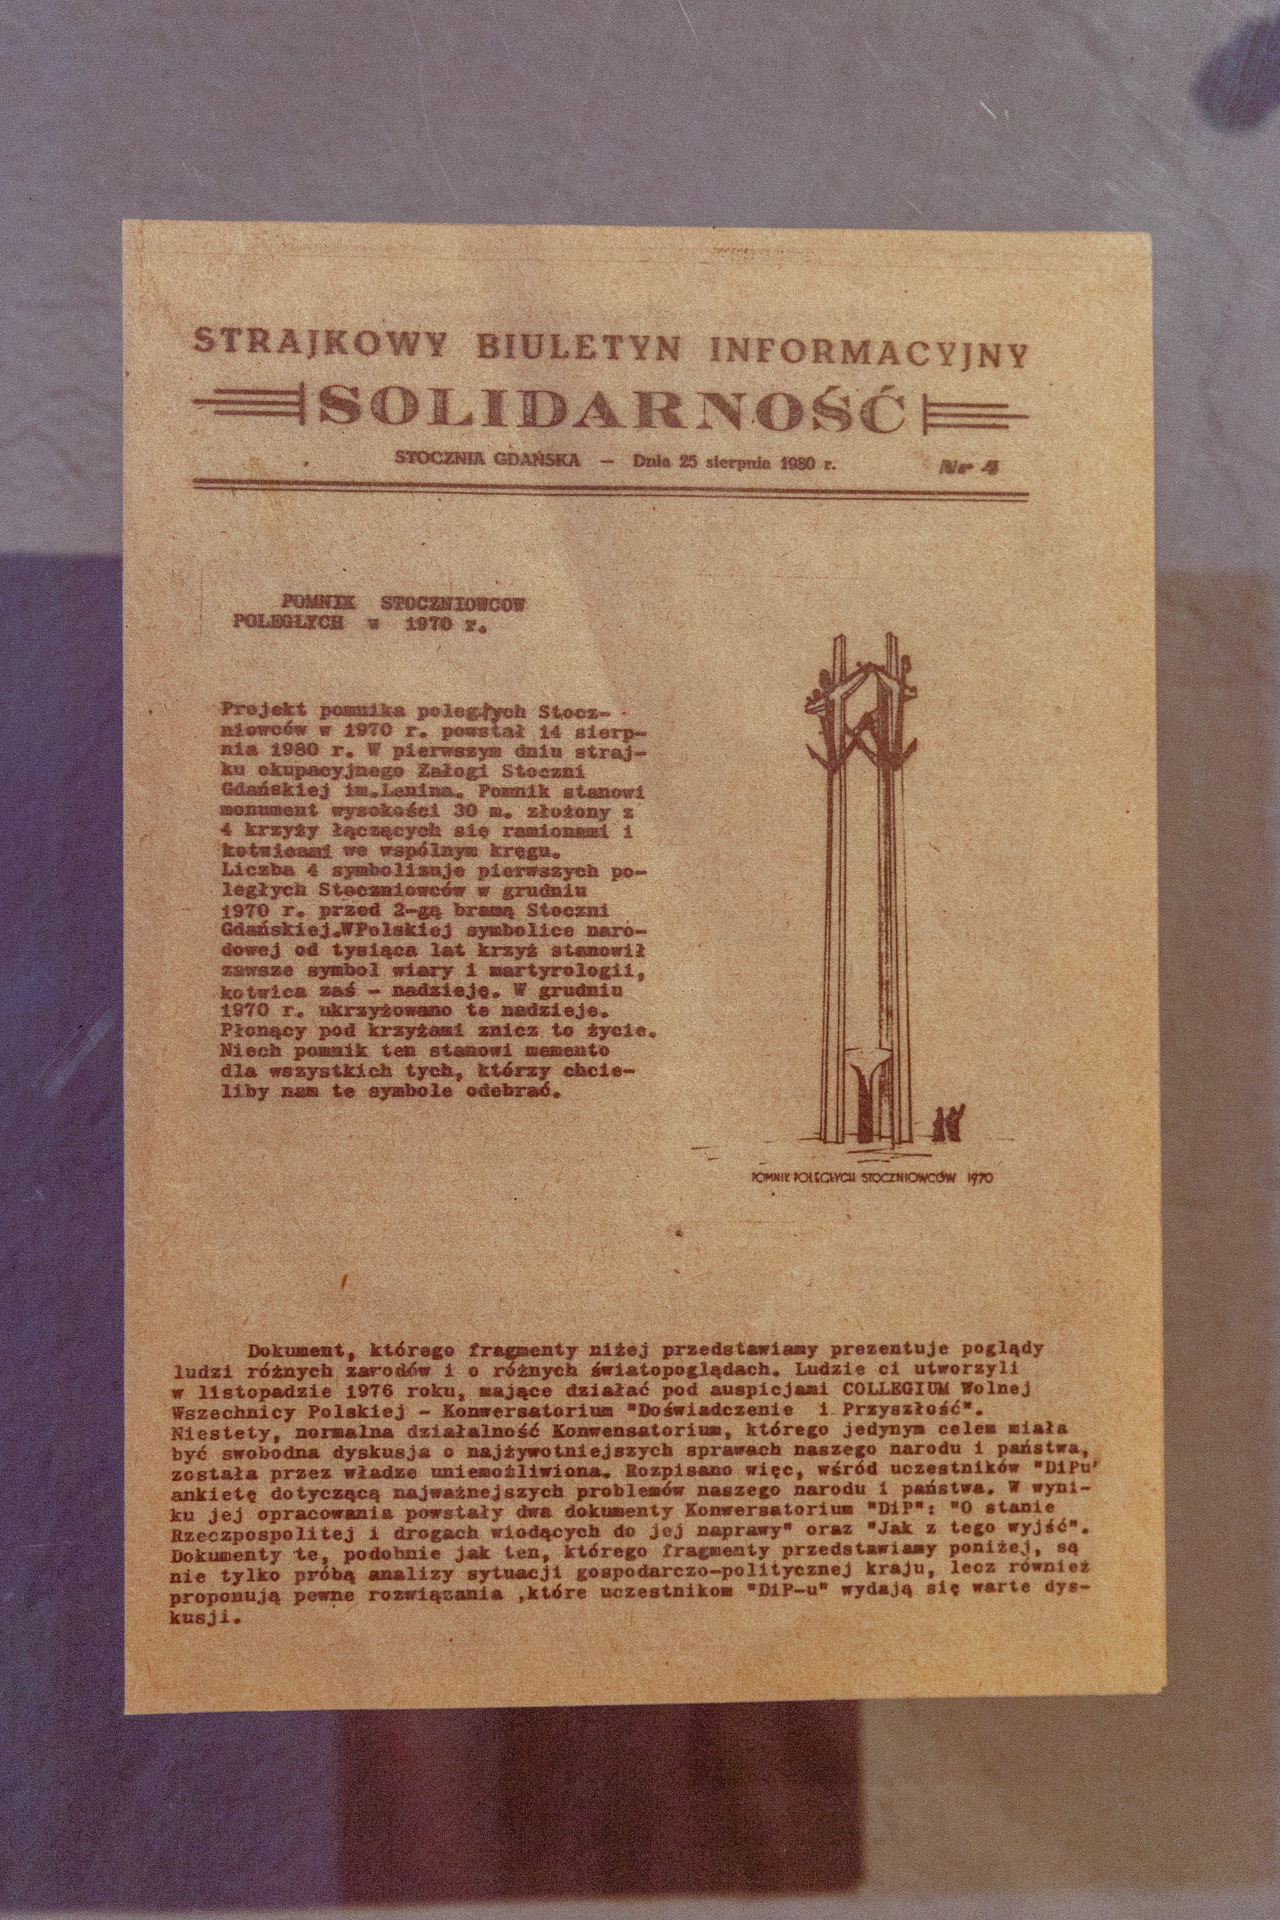 STRAJKOWY BIULETYN INFORMACYJNY
SOLIDARNOŚĆ
STOCZNIA GDAŃSKA — Dnia 25 sierpnia 1980 r. Nr 4
POMNIK STOCZNIOWCOW
POLEGŁYCH w 1970 r.
Projekt pomnika poległych Stocz-
niowców w 1970 r. powstał 14 sierp-
nia 1980 r. W pierwszym dniu straj-
ku okupacyjnego Załogi Stoczni
Gdańskiej im.Lenina. Pomnik stanowi
monument wysokości 30 m. złożony z
4 krzyży łączących się ramionami i
kotwicami we wspólnym kręgu.
Liczba 4 symbolizuje pierwszych po-
ległych Stoczniowców w grudniu
1970 r. przed 2-gą bramą Stoczni
Gdańskiej.WPolskiej symbolice naro-
dowej od tysiąca lat krzyż stanowił
zawsze symbol wiary i martyrologii,
kotwica zaś - nadzieję. W grudniu
1970 r. ukrzyżowano te nadzieje.
Płonący pod krzyżami znicz to życie.
Niech pomnik ten stanowi memento
dla wszystkich tych, którzy chcie-
liby nam te symbole odebrać.
POMNIK POLEGŁYCH STOCZNIOWCÓW 1970
Dokument, którego fragmenty niżej przedstawiamy prezentuje poglądy
ludzi różnych zarodów i o różnych światopoglądach. Ludzie ci utworzyli
w listopadzie 1976 roku, mające działać pod auspicjami COLLEGIUM Wolnej
Wszechnicy Polskiej - Konwersatorium "Doświadczenie i Przyszłość".
Niestety, normalna działalność Konwensatorium, którego jedynym celem miała
być swobodna dyskusja o najżywotniejszych sprawach naszego narodu i państwa,
została przez władze uniemożliwiona. Rozpisano więc, wśród uczestników "DiPu"
ankietę dotyczącą najważnejszych problemów naszego narodu i państwa. W wyni-
ku jej opracowania powstały dwa dokumenty Konwersatorium "DiP": "O stanie
Rzeczpospolitej i drogach wiodących do jej naprawy" oraz "Jak z tego wyjść".
Dokumenty te, podobnie jak ten, którego fragmenty przedstawiamy poniżej, są
nie tylko próbą analizy sytuacji gospodarczo-politycznej kraju, lecz również
proponują pewne rozwiązania ,które uczestnikom "DiP-u" wydają się warte dys-
kusji.